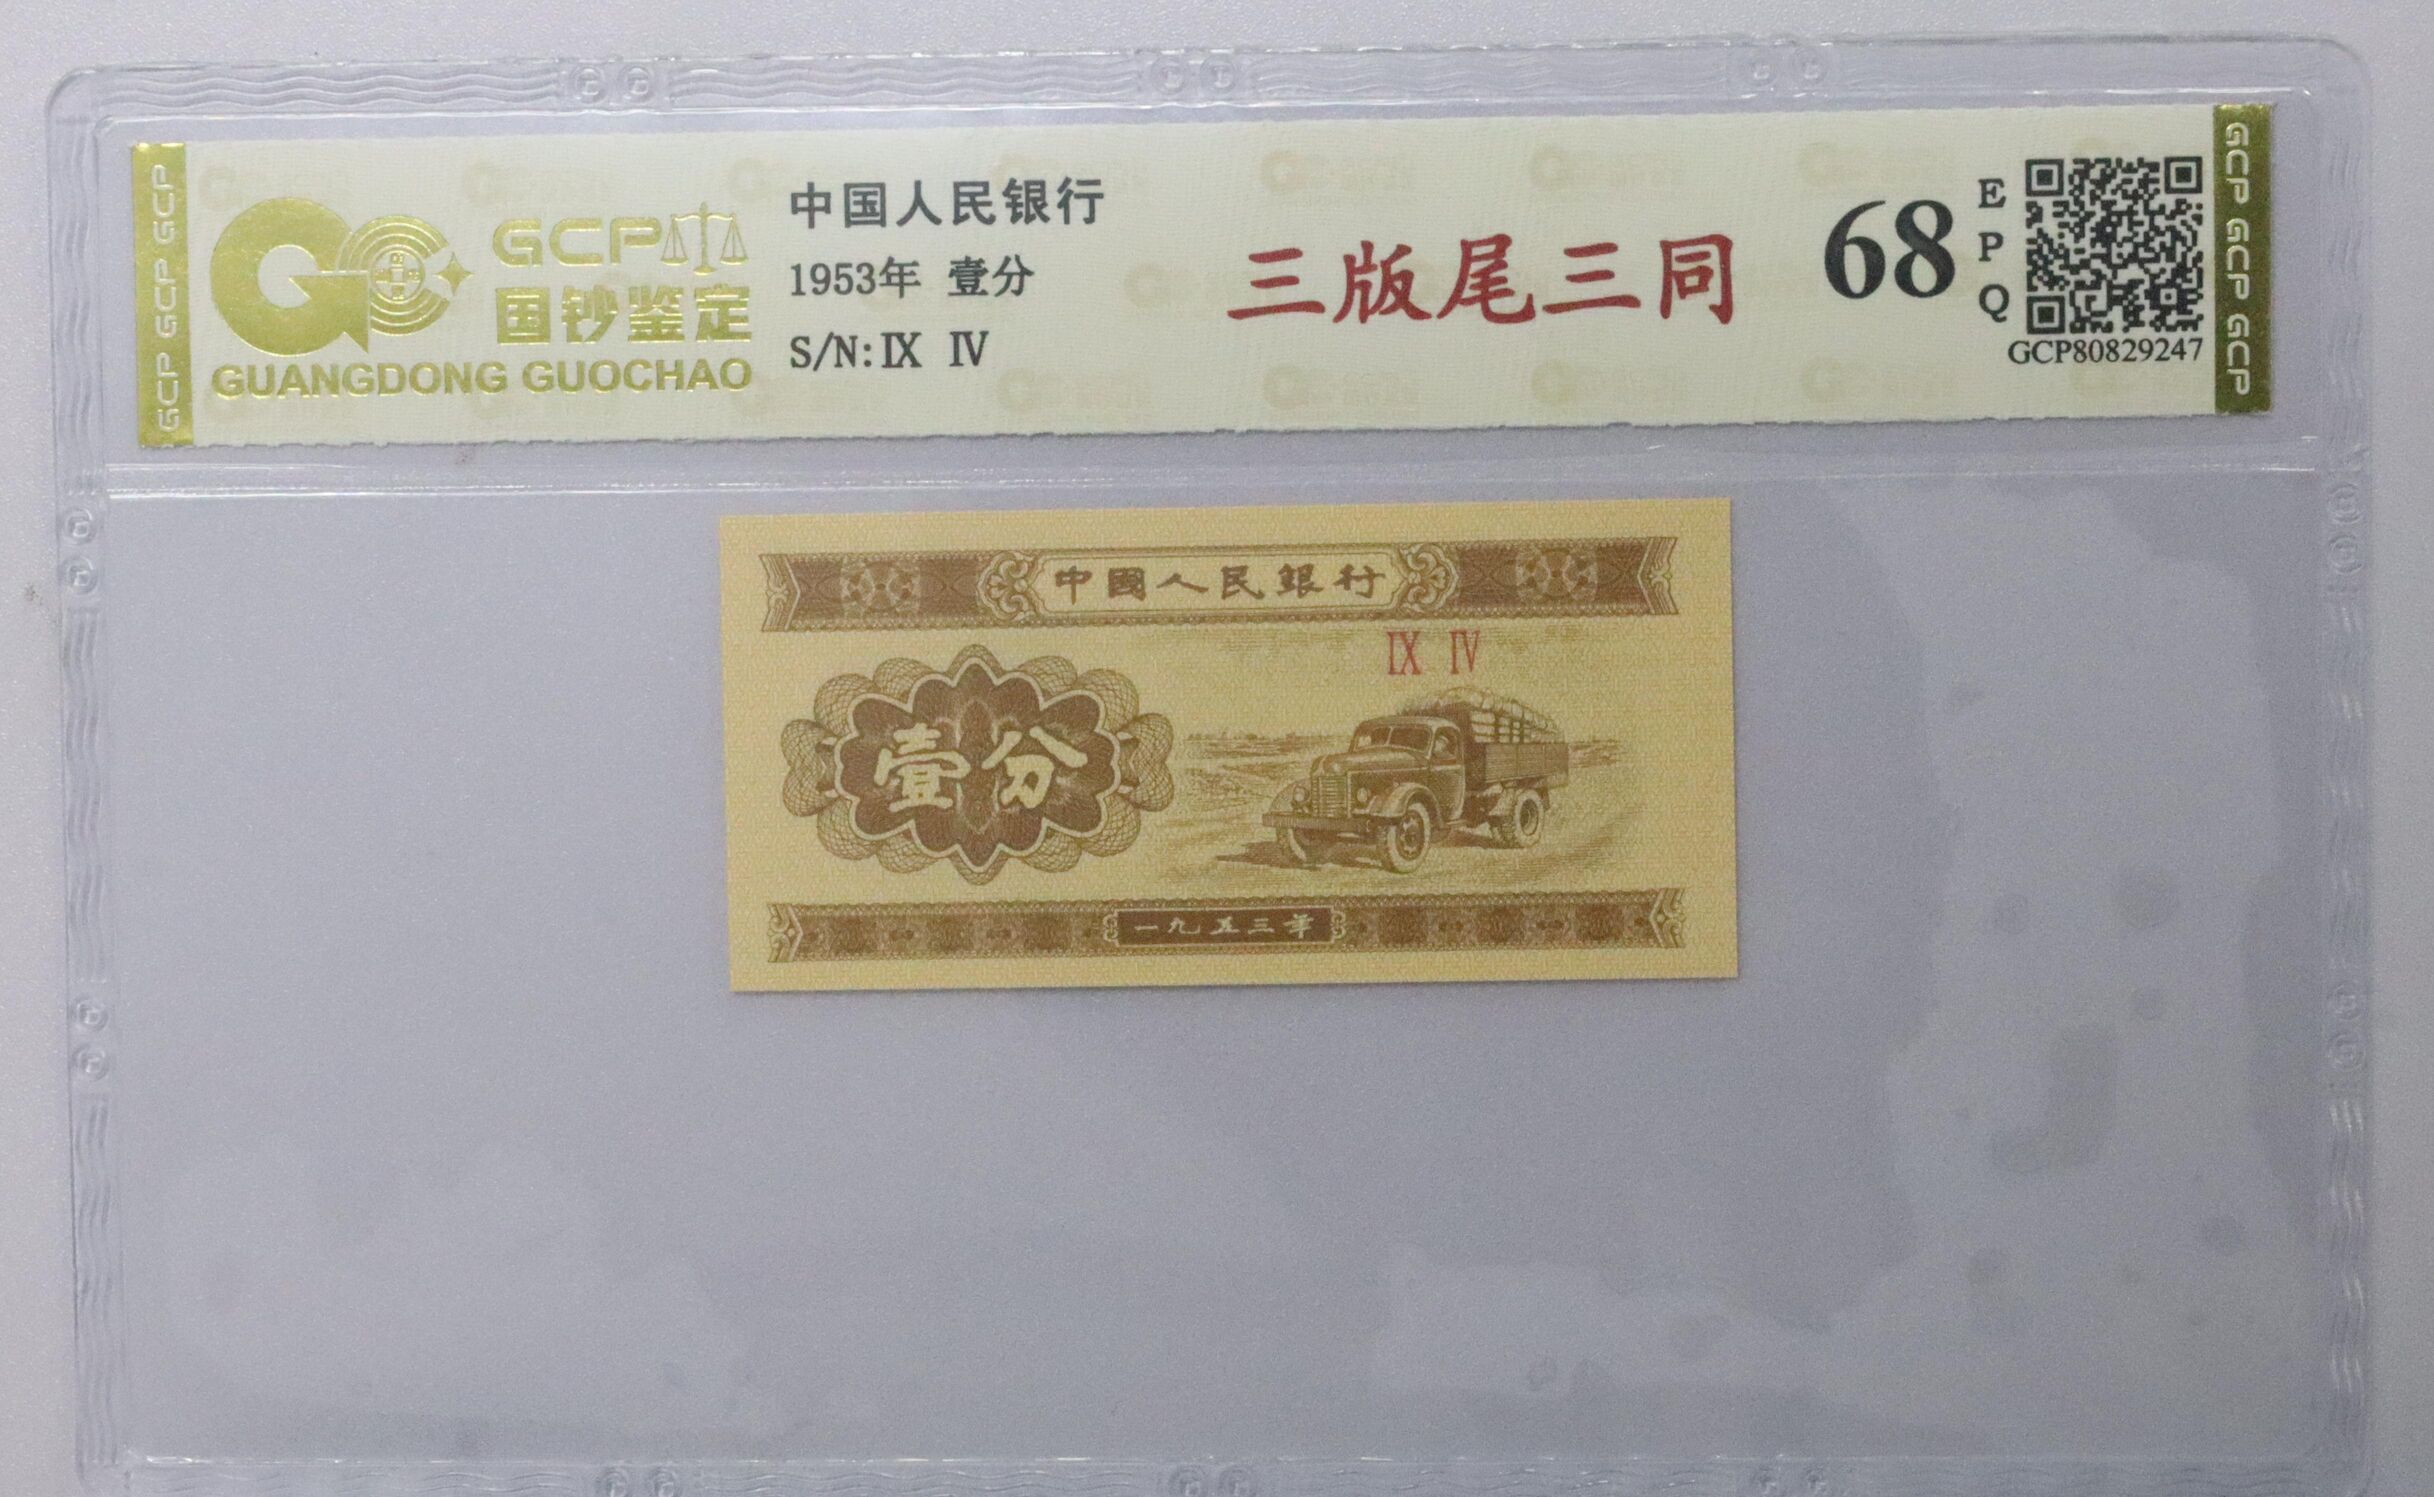 GCP GCP GCP
GCP
国钞鉴定
GUANGDONG GUOCHAO
中国人民银行
1953年 壹分
S/N:Ⅸ Ⅳ
三版尾三同
68
E
P
Q
GCP80829247
GCP GCP GCP
中國人民銀行
Ⅸ Ⅳ
壹分
一九五三年